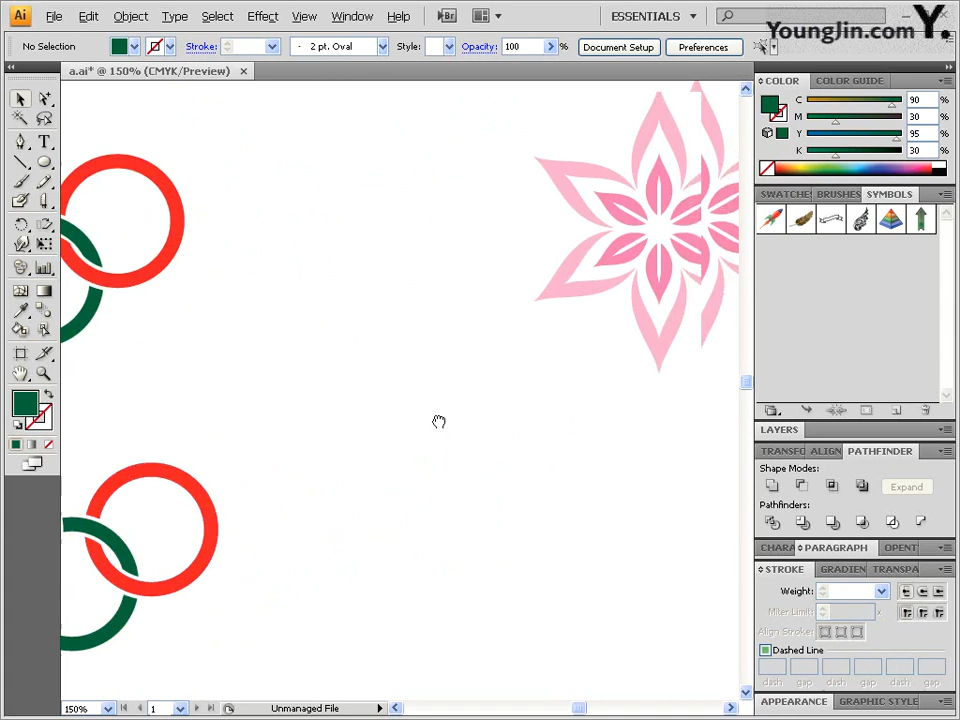 Ai File Edit Object Type Select Effect View Window Help Br ESSENTIALS
YoungJin.com Y.
No Selection Stroke: 2 pt. Oval Style: Opacity: 100 % Document Setup Preferences
a.ai* @ 150% (CMYK/Preview) ×
COLOR COLOR GUIDE
C 90 %
M 30 %
Y 95 %
K 30 %
SWATCHE BRUSHES SYMBOLS
LAYERS
TRANSFC ALIGN PATHFINDER
Shape Modes:
Expand
Pathfinders:
CHARA PARAGRAPH OPENT
STROKE GRADIEN TRANSPA
Weight:
Miter Limit: x
Align Stroke:
Dashed Line
dash gap dash gap dash gap
APPEARANCE GRAPHIC STYLE
150% 1 Unmanaged File